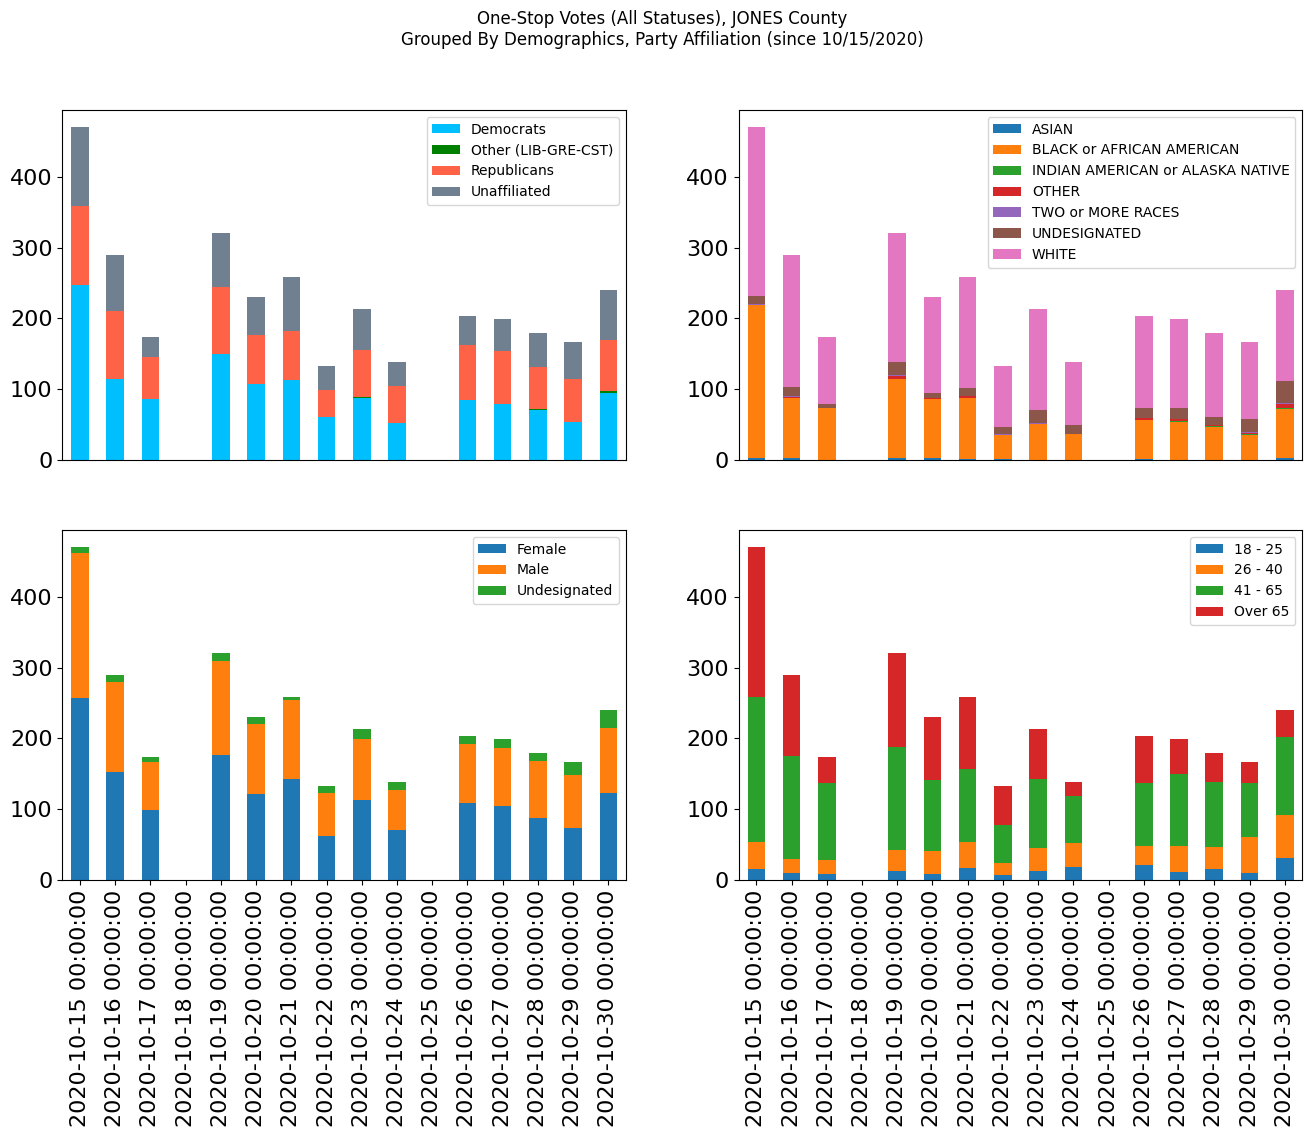 One-Stop Votes (All Statuses), JONES County
Grouped By Demographics, Party Affiliation (since 10/15/2020)
400
300
200
100
0
Democrats
Other (LIB-GRE-CST)
Republicans
Unaffiliated
400
300
200
100
0
ASIAN
BLACK or AFRICAN AMERICAN
INDIAN AMERICAN or ALASKA NATIVE
OTHER
TWO or MORE RACES
UNDESIGNATED
WHITE
400
300
200
100
0
Female
Male
Undesignated
2020-10-15 00:00:00
2020-10-16 00:00:00
2020-10-17 00:00:00
2020-10-18 00:00:00
2020-10-19 00:00:00
2020-10-20 00:00:00
2020-10-21 00:00:00
2020-10-22 00:00:00
2020-10-23 00:00:00
2020-10-24 00:00:00
2020-10-25 00:00:00
2020-10-26 00:00:00
2020-10-27 00:00:00
2020-10-28 00:00:00
2020-10-29 00:00:00
2020-10-30 00:00:00
400
300
200
100
0
18 - 25
26 - 40
41 - 65
Over 65
2020-10-15 00:00:00
2020-10-16 00:00:00
2020-10-17 00:00:00
2020-10-18 00:00:00
2020-10-19 00:00:00
2020-10-20 00:00:00
2020-10-21 00:00:00
2020-10-22 00:00:00
2020-10-23 00:00:00
2020-10-24 00:00:00
2020-10-25 00:00:00
2020-10-26 00:00:00
2020-10-27 00:00:00
2020-10-28 00:00:00
2020-10-29 00:00:00
2020-10-30 00:00:00